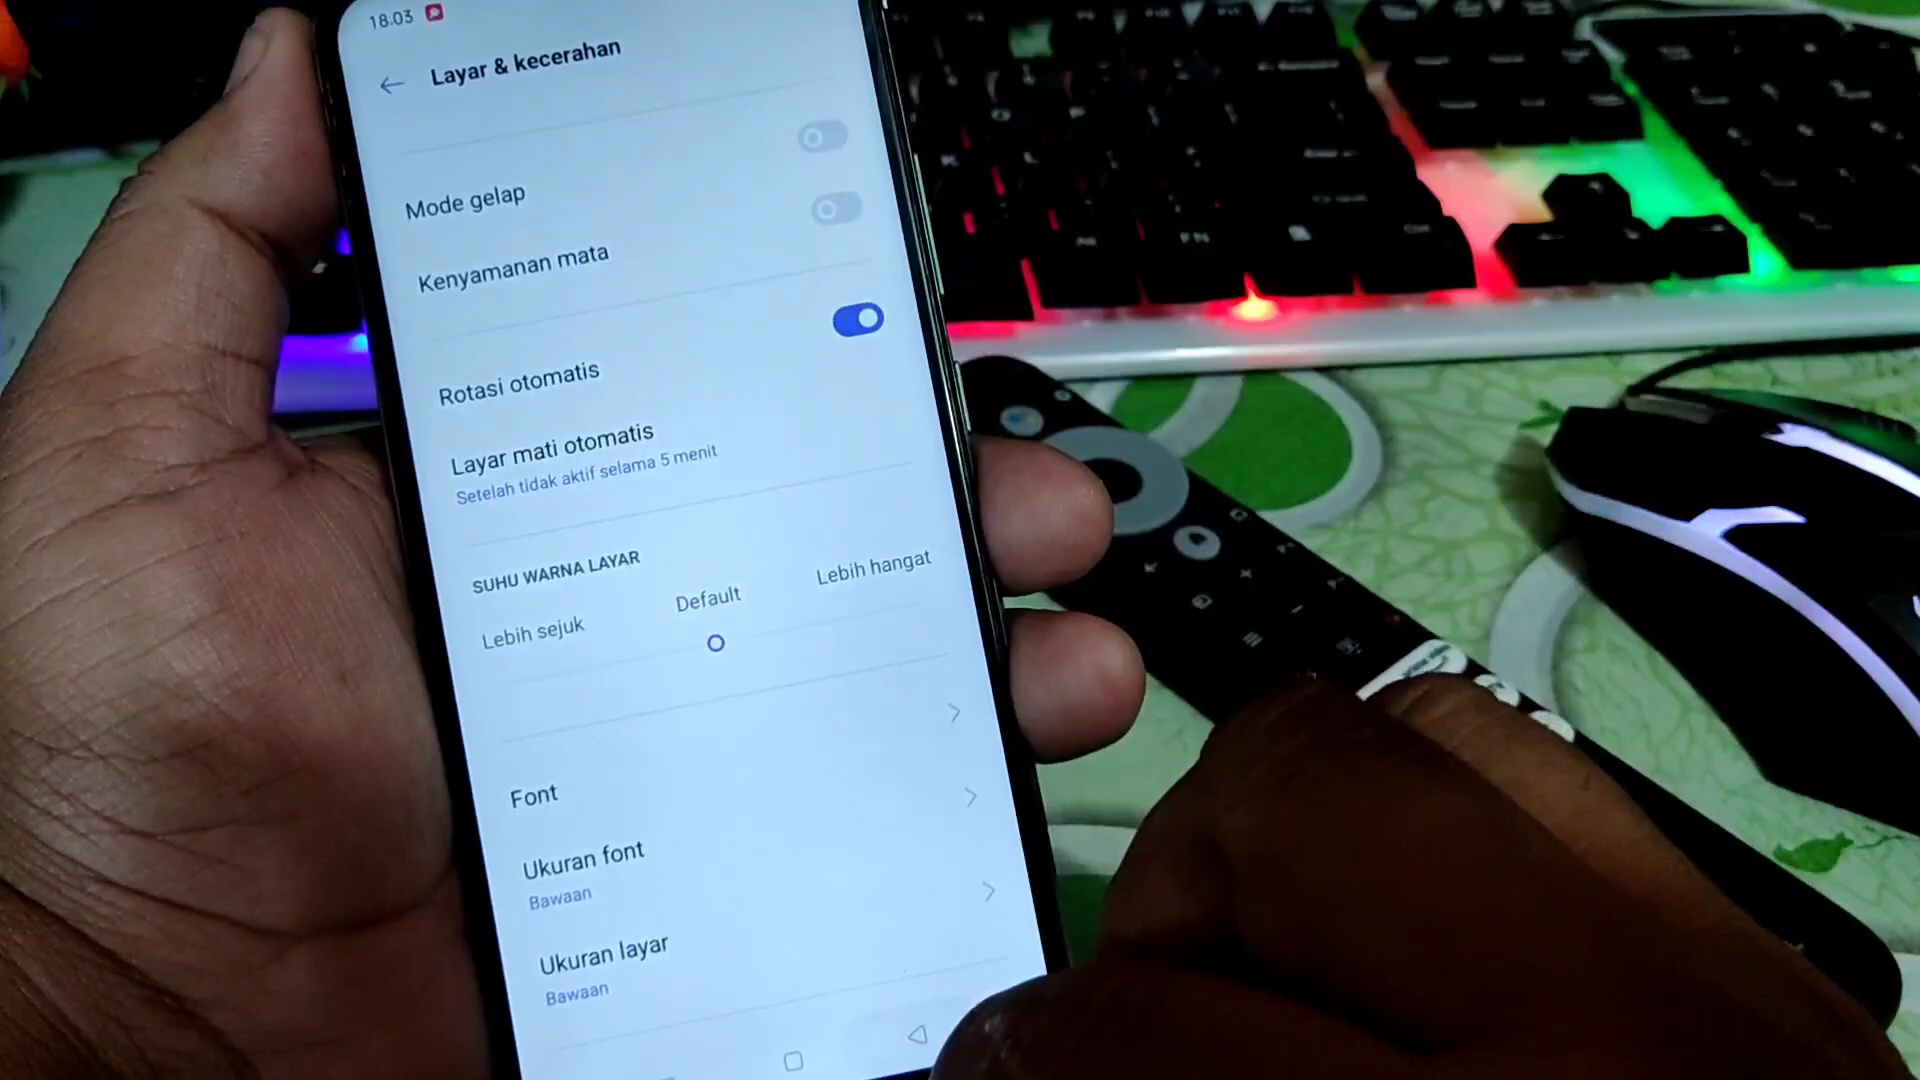 18.03
Layar & kecerahan
Mode gelap
Kenyamanan mata
Rotasi otomatis
Layar mati otomatis
Setelah tidak aktif selama 5 menit
SUHU WARNA LAYAR
Lebih sejuk
Default
Lebih hangat
Font
Ukuran font
Bawaan
Ukuran layar
Bawaan